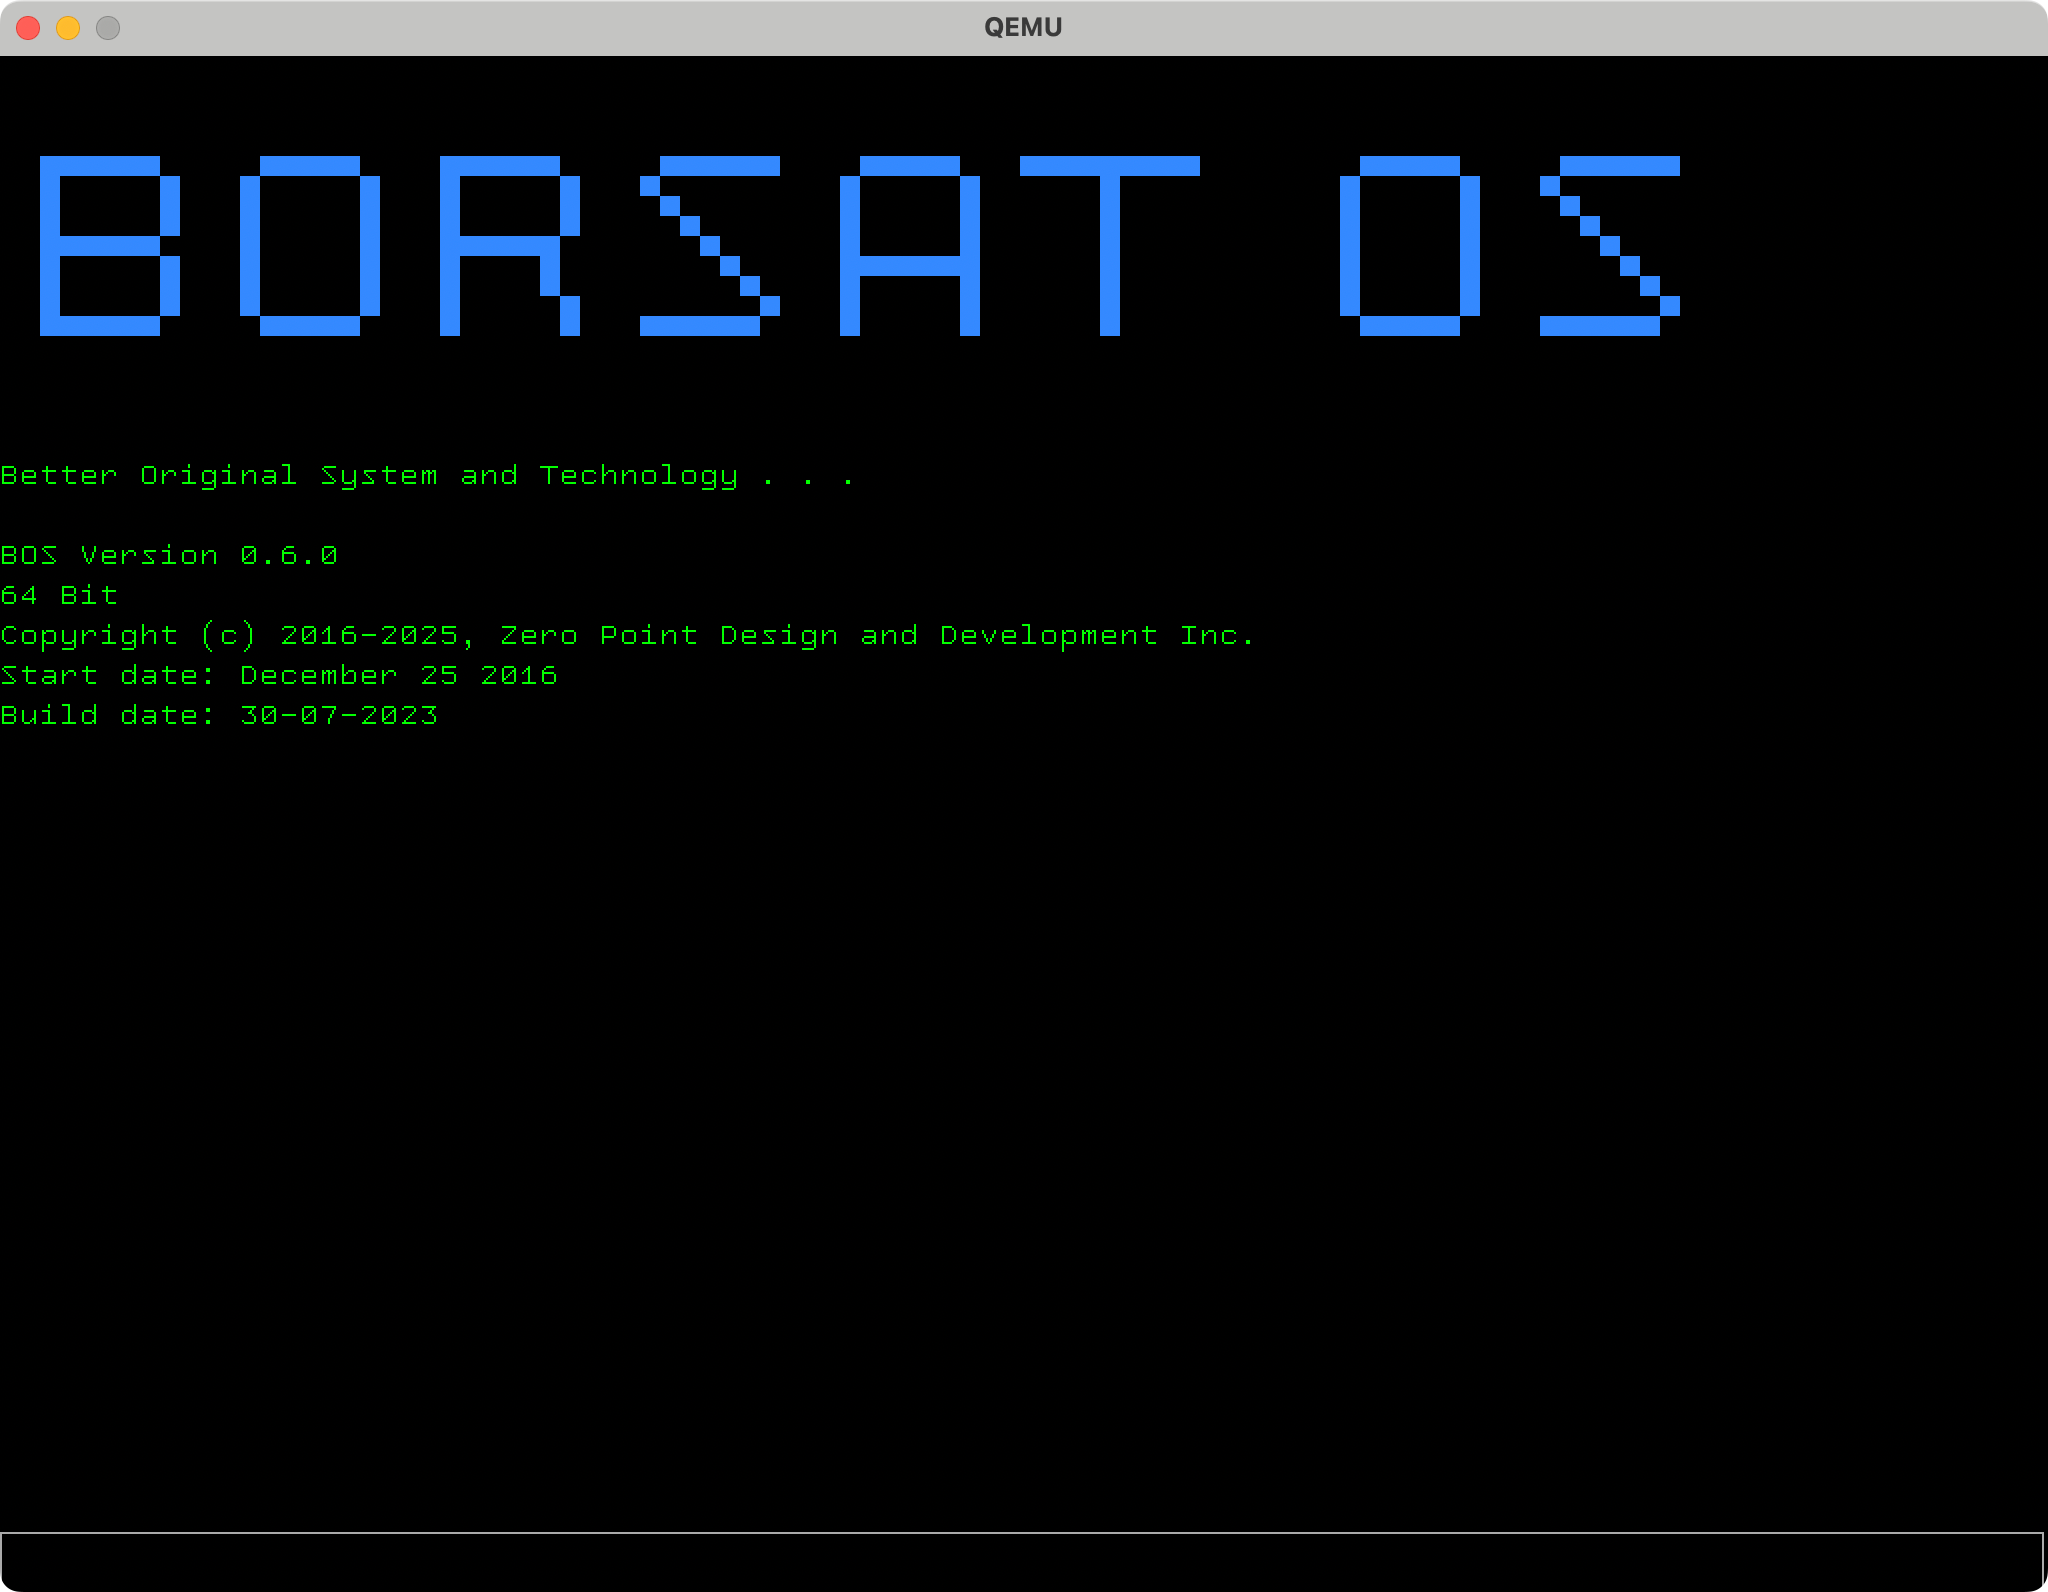 QEMU
BORSAT OS
Better Original System and Technology . . .
BOS Version 0.6.0
64 Bit
Copyright (c) 2016-2025, Zero Point Design and Development Inc.
Start date: December 25 2016
Build date: 30-07-2023